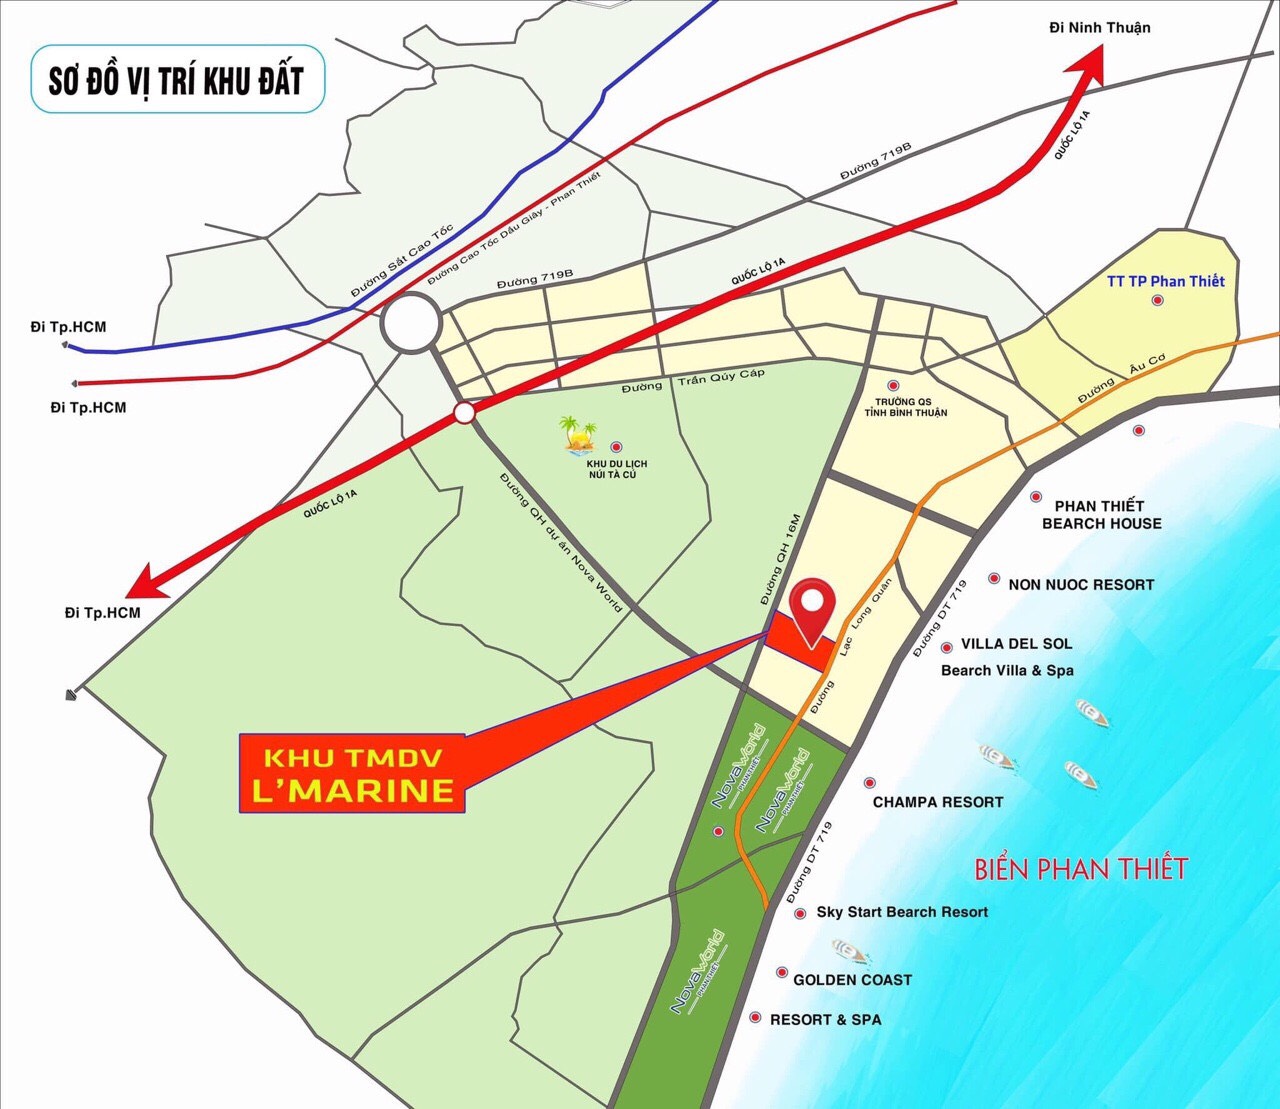 SƠ ĐỒ VỊ TRÍ KHU ĐẤT
Đi Ninh Thuận
QUỐC LỘ 1A
Đường 719B
Đường Sắt Cao Tốc
Đường Cao Tốc Dầu Giây - Phan Thiết
Đường 719B
QUỐC LỘ 1A
TT TP Phan Thiết
Đi Tp.HCM
Đi Tp.HCM
Đường Trần Qúy Cáp
Đường Âu Cơ
TRƯỜNG QS
TỈNH BÌNH THUẬN
KHU DU LỊCH
NÚI TÀ CÚ
QUỐC LỘ 1A
Đi Tp.HCM
Đường QH dự án Nova World
Đường QH 16M
Đường Lạc Long Quân
Đường DT 719
PHAN THIẾT
BEARCH HOUSE
NON NUOC RESORT
VILLA DEL SOL
Bearch Villa & Spa
KHU TMDV
L'MARINE
NovaWorld
PHAN THIẾT
NovaWorld
PHAN THIẾT
CHAMPA RESORT
Đường DT 719
BIỂN PHAN THIẾT
Sky Start Bearch Resort
NovaWorld
PHAN THIẾT
GOLDEN COAST
RESORT & SPA